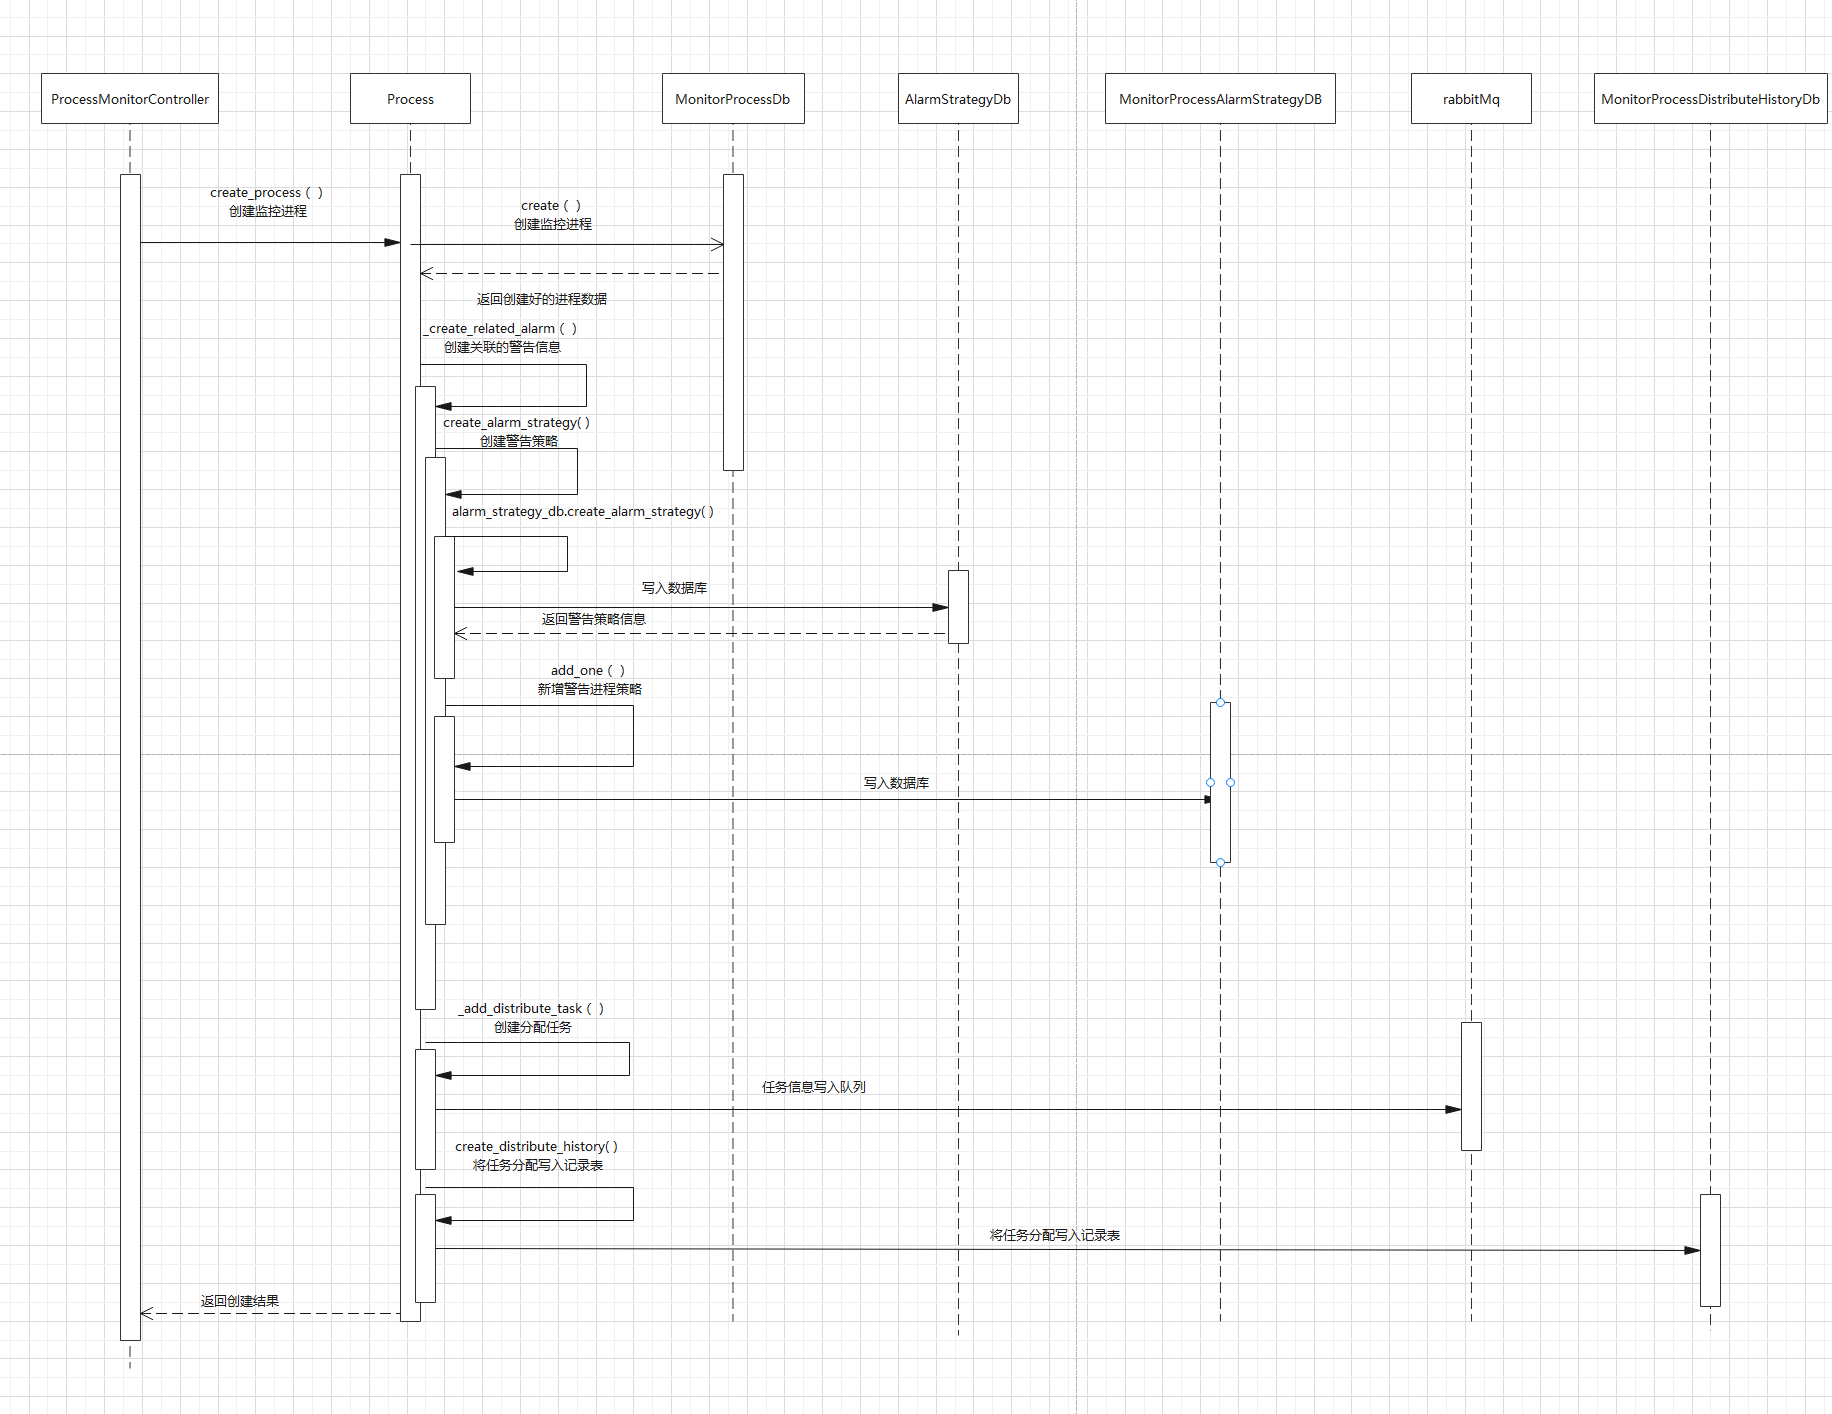 ProcessMonitorController
Process
MonitorProcessDb
AlarmStrategyDb
MonitorProcessAlarmStrategyDB
rabbitMq
MonitorProcessDistributeHistoryDb
create_process（ ）
创建监控进程
create（ ）
创建监控进程
返回创建好的进程数据
_create_related_alarm（ ）
创建关联的警告信息
create_alarm_strategy( )
创建警告策略
alarm_strategy_db.create_alarm_strategy( )
写入数据库
返回警告策略信息
add_one（ ）
新增警告进程策略
写入数据库
_add_distribute_task（ ）
创建分配任务
任务信息写入队列
create_distribute_history( )
将任务分配写入记录表
将任务分配写入记录表
返回创建结果